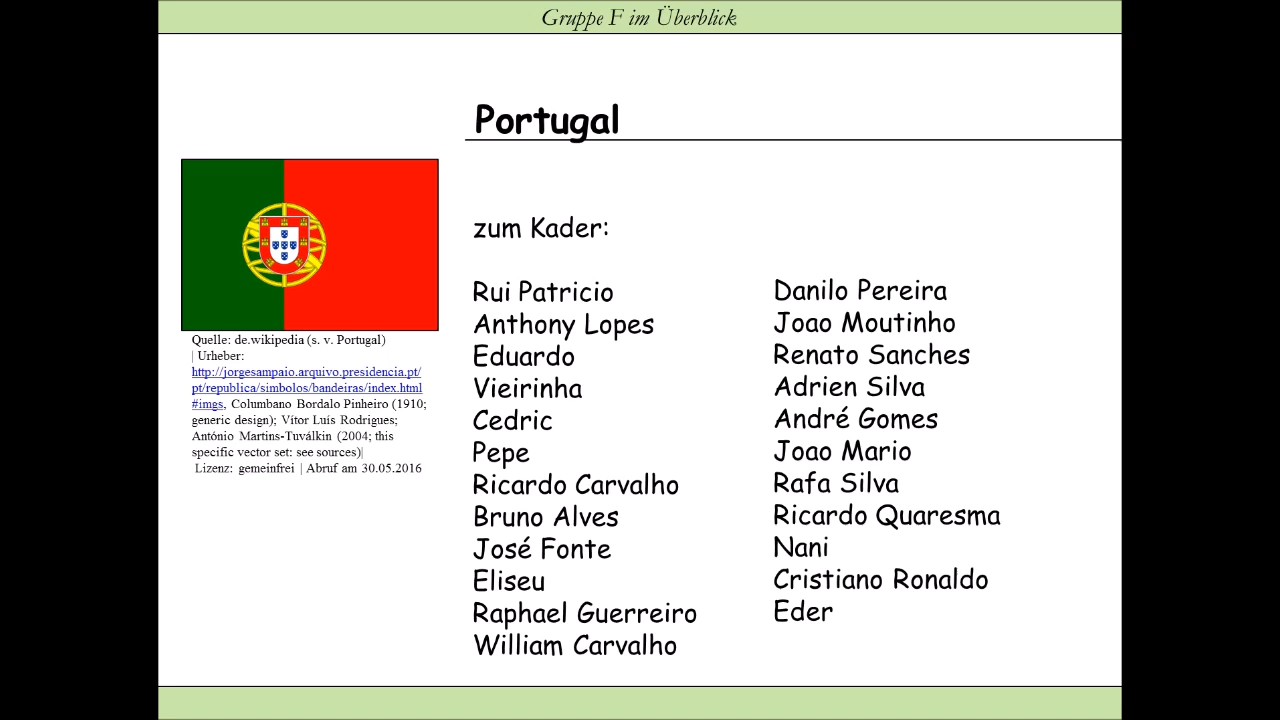 Gruppe F im Überblick
Portugal
Quelle: de.wikipedia (s. v. Portugal)
| Urheber:
http://jorgesampaio.arquivo.presidencia.pt/
pt/republica/simbolos/bandeiras/index.html
#imgs, Columbano Bordalo Pinheiro (1910;
generic design); Vítor Luís Rodrigues;
António Martins-Tuválkin (2004; this
specific vector set: see sources)|
Lizenz: gemeinfrei | Abruf am 30.05.2016
zum Kader:
Rui Patricio
Anthony Lopes
Eduardo
Vieirinha
Cedric
Pepe
Ricardo Carvalho
Bruno Alves
José Fonte
Eliseu
Raphael Guerreiro
William Carvalho
Danilo Pereira
Joao Moutinho
Renato Sanches
Adrien Silva
André Gomes
Joao Mario
Rafa Silva
Ricardo Quaresma
Nani
Cristiano Ronaldo
Eder